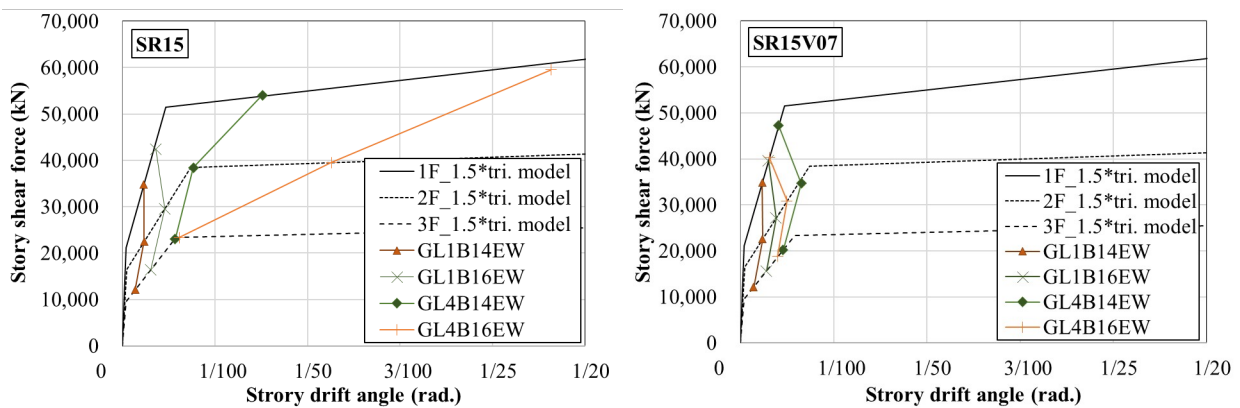 SR15
Story shear force (kN)
70,000
60,000
50,000
40,000
30,000
20,000
10,000
0
0
1/100
1/50
3/100
1/25
1/20
Strory drift angle (rad.)
1F_1.5*tri. model
2F_1.5*tri. model
3F_1.5*tri. model
GL1B14EW
GL1B16EW
GL4B14EW
GL4B16EW
SR15V07
Story shear force (kN)
70,000
60,000
50,000
40,000
30,000
20,000
10,000
0
0
1/100
1/50
3/100
1/25
1/20
Strory drift angle (rad.)
1F_1.5*tri. model
2F_1.5*tri. model
3F_1.5*tri. model
GL1B14EW
GL1B16EW
GL4B14EW
GL4B16EW